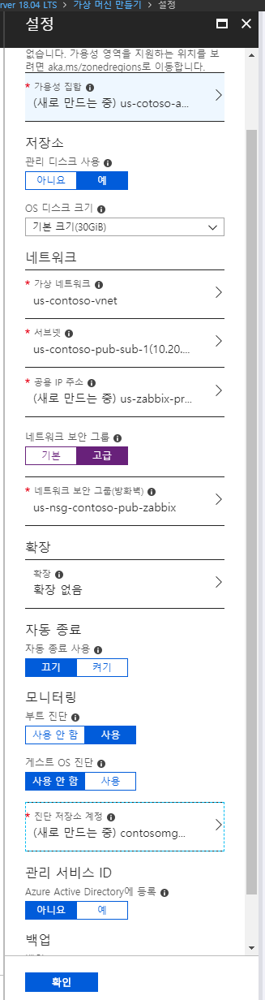 rver 18.04 LTS > 가상 머신 만들기 > 설정
설정
없습니다. 가용성 영역을 지원하는 위치를 보
려면 aka.ms/zonedregions로 이동합니다.
* 가용성 집합
(새로 만드는 중) us-cotoso-a...
저장소
관리 디스크 사용
아니요 예
OS 디스크 크기
기본 크기(30GiB)
네트워크
* 가상 네트워크
us-contoso-vnet
* 서브넷
us-contoso-pub-sub-1(10.20....
* 공용 IP 주소
(새로 만드는 중) us-zabbix-pr...
네트워크 보안 그룹
기본 고급
* 네트워크 보안 그룹(방화벽)
us-nsg-contoso-pub-zabbix
확장
확장
확장 없음
자동 종료
자동 종료 사용
끄기 켜기
모니터링
부트 진단
사용 안 함 사용
게스트 OS 진단
사용 안 함 사용
* 진단 저장소 계정
(새로 만드는 중) contosomg...
관리 서비스 ID
Azure Active Directory에 등록
아니요 예
백업
확인